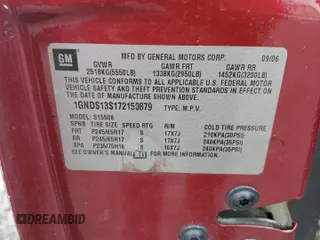 GM
MFD BY GENERAL MOTORS CORP. 09/06
GVWR GAWR FRT GAWR RR
2518KG(5550LB) 1338KG(2950LB) 1452KG(3200LB)
THIS VEHICLE CONFORMS TO ALL APPLICABLE U.S. FEDERAL MOTOR
VEHICLE SAFETY, BUMPER, AND THEFT PREVENTION
STANDARDS IN EFFECT ON THE DATE OF MANUFACTURE
SHOWN ABOVE.
1GNDS13S172150879 TYPE: M.P.V.
MODEL: S15506
SPNB TIRE SIZE SPEED RTG RIM COLD TIRE PRESSURE
FRT P245/65R17 S 17X7J 210KPA(30PSI)
RR P245/65R17 S 17X7J 240KPA(35PSI)
SPA P235/75R16 S 16X7J 240KPA(35PSI)
SEE OWNER'S MANUAL
DREAMBID